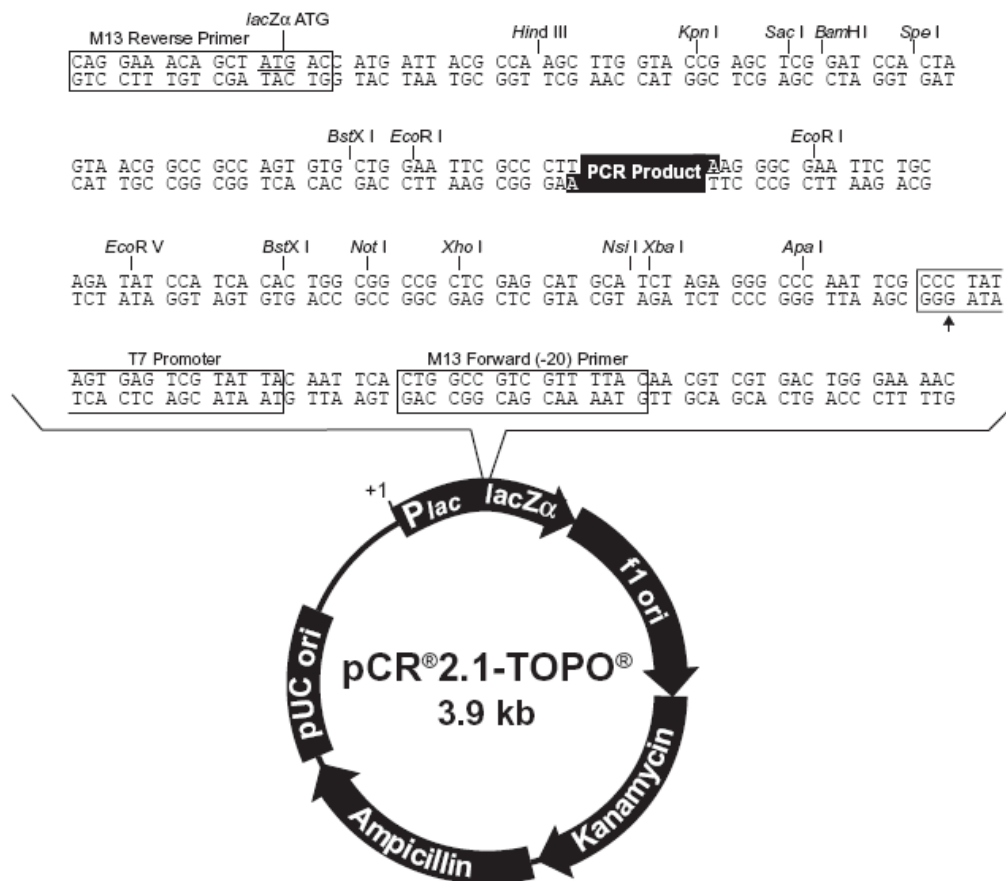 lacZα ATG
M13 Reverse Primer Hind III Kpn I Sac I BamH I Spe I
CAG GAA ACA GCT ATG AC C ATG ATT ACG CCA AGC TTG GTA CCG AGC TCG GAT CCA CTA
GTC CTT TGT CGA TAC TG G TAC TAA TGC GGT TCG AAC CAT GGC TCG AGC CTA GGT GAT
BstX I EcoR I EcoR I
GTA ACG GCC GCC AGT GTG CTG GAA TTC GCC CTT PCR Product AAG GGC GAA TTC TGC
CAT TGC CGG CGG TCA CAC GAC CTT AAG CGG GAA TTC CCG CTT AAG ACG
EcoR V BstX I Not I Xho I Nsi I Xba I Apa I
AGA TAT CCA TCA CAC TGG CGG CCG CTC GAG CAT GCA TCT AGA GGG CCC AAT TCG CCC TAT
TCT ATA GGT AGT GTG ACC GCC GGC GAG CTC GTA CGT AGA TCT CCC GGG TTA AGC GGG ATA
T7 Promoter M13 Forward (-20) Primer
AGT GAG TCG TAT TAC AAT TCA CTG GCC GTC GTT TTA CAA CGT CGT GAC TGG GAA AAC
TCA CTC AGC ATA ATG TTA AGT GAC CGG CAG CAA AAT GTT GCA GCA CTG ACC CTT TTG
+1
Plac lacZα
f1 ori
pUC ori
pCR®2.1-TOPO®
3.9 kb
Kanamycin
Ampicillin